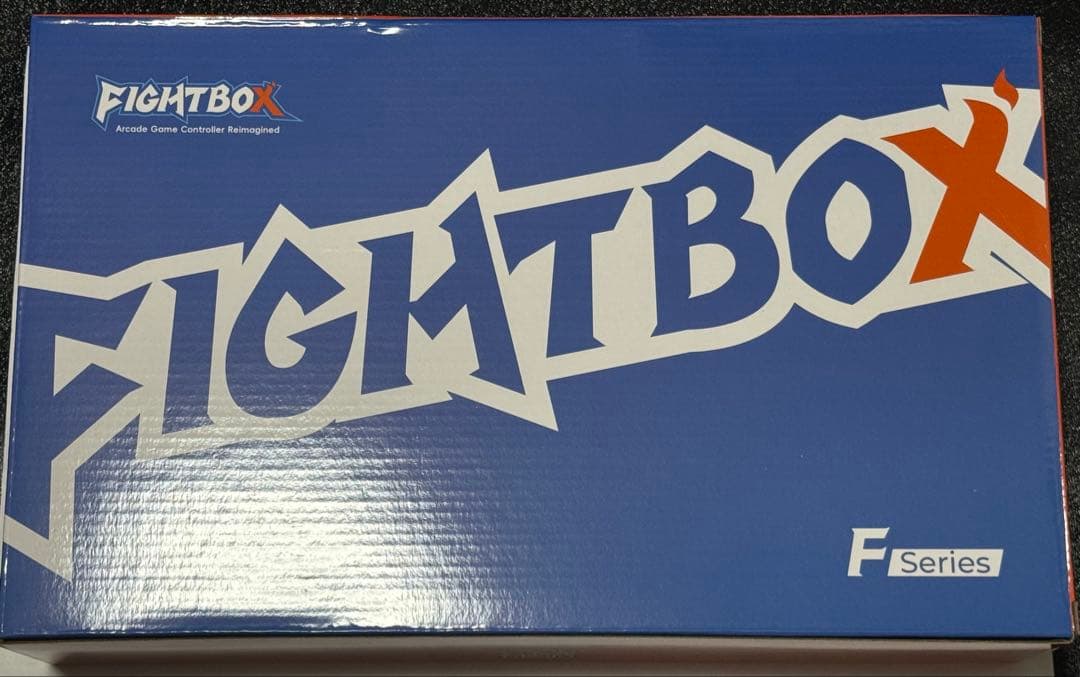 FIGHTBOX
Arcade Game Controller Reimagined
FIGHTBOX
F Series